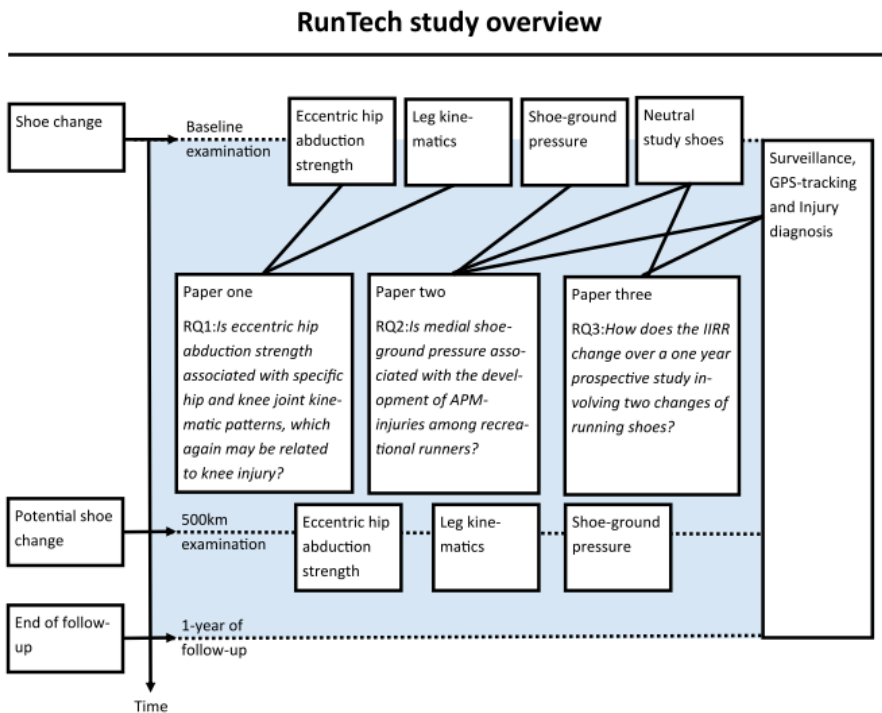 RunTech study overview
Shoe change
Baseline
examination
Eccentric hip
abduction
strength
Leg kine-
matics
Shoe-ground
pressure
Neutral
study shoes
Surveillance,
GPS-tracking
and Injury
diagnosis
Paper one
RQ1:Is eccentric hip
abduction strength
associated with specific
hip and knee joint kine-
matic patterns, which
again may be related
to knee injury?
Paper two
RQ2:Is medial shoe-
ground pressure asso-
ciated with the devel-
opment of APM-
injuries among recrea-
tional runners?
Paper three
RQ3:How does the IIRR
change over a one year
prospective study in-
volving two changes of
running shoes?
Potential shoe
change
500km
examination
Eccentric hip
abduction
strength
Leg kine-
matics
Shoe-ground
pressure
End of follow-
up
1-year of
follow-up
Time